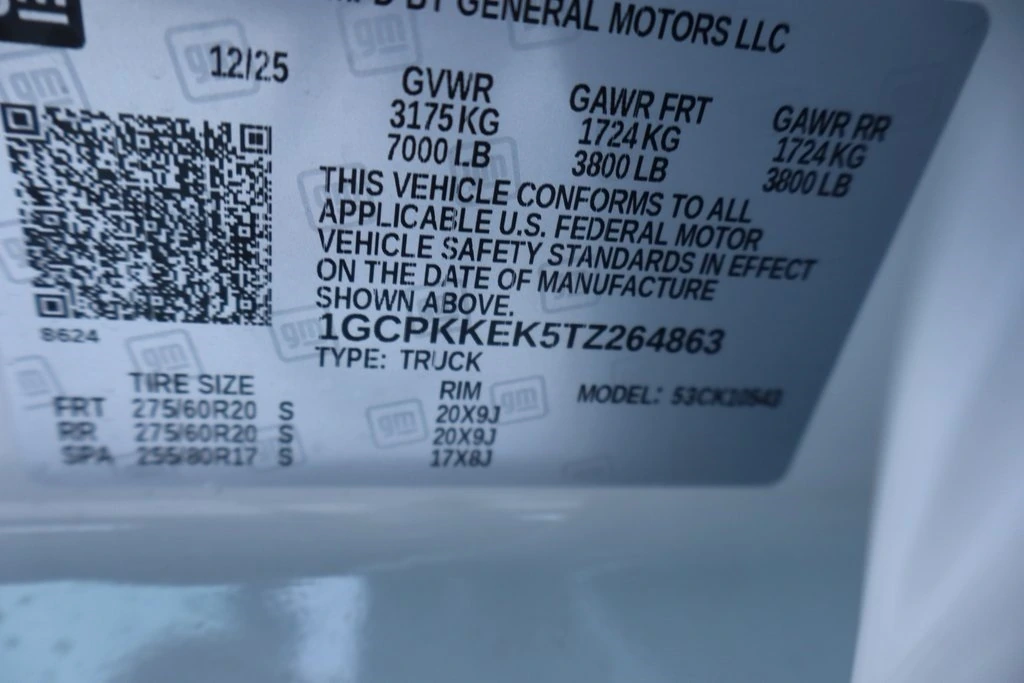 BY GENERAL MOTORS LLC
12/25
GVWR
3175 KG
7000 LB
GAWR FRT
1724 KG
3800 LB
GAWR RR
1724 KG
3800 LB
THIS VEHICLE CONFORMS TO ALL
APPLICABLE U.S. FEDERAL MOTOR
VEHICLE SAFETY STANDARDS IN EFFECT
ON THE DATE OF MANUFACTURE
SHOWN ABOVE.
1GCPKKEK5TZ264863
TYPE: TRUCK
8624
TIRE SIZE RIM MODEL: 53CK10543
FRT 275/60R20 S 20X9J
RR 275/60R20 S 20X9J
SPA 255/80R17 S 17X8J